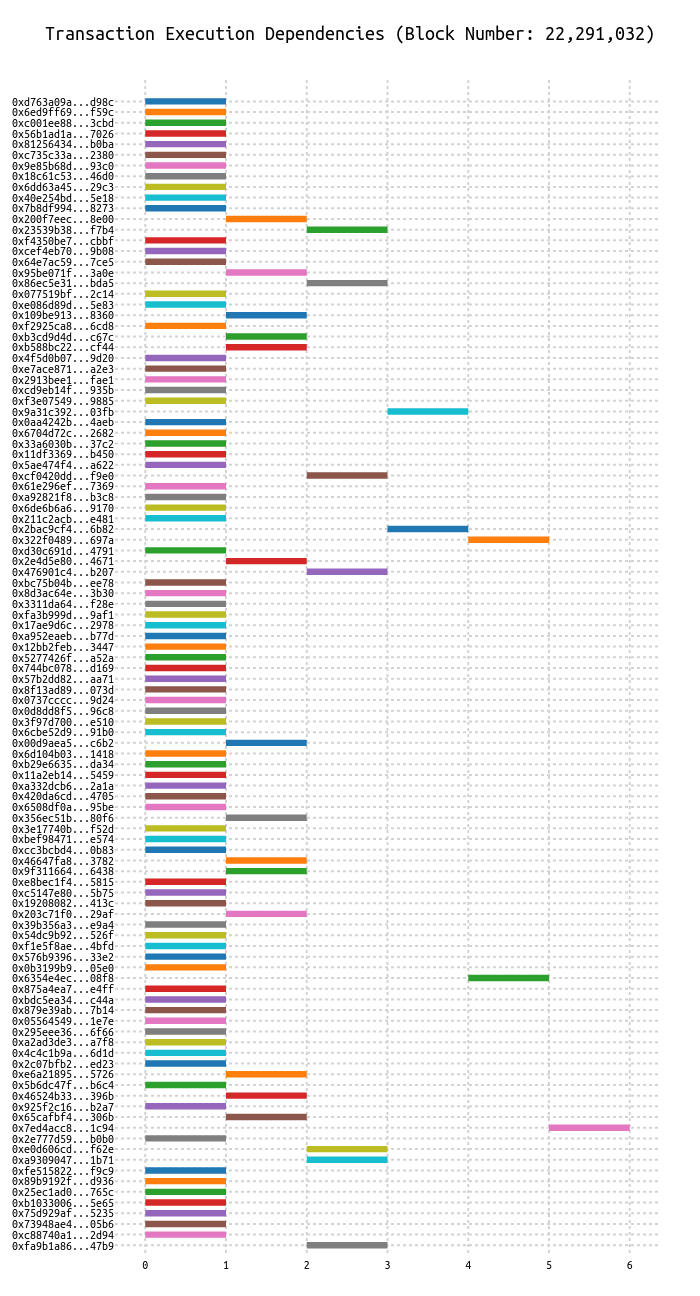 Transaction Execution Dependencies (Block Number: 22,291,032)
0xd763a09a...d98c
0x6ed9ff69...f59c
0xc001ee88...3cbd
0x56b1ad1a...7026
0x81256434...b0ba
0xc735c33a...2380
0x9e85b68d...93c0
0x18c61c53...46d0
0x6dd63a45...29c3
0x40e254bd...5e18
0x7b8df994...8273
0x200f7eec...8e00
0x23539b38...f7b4
0xf4350be7...cbbf
0xcef4eb70...9b08
0x64e7ac59...7ce5
0x95be071f...3a0e
0x86ec5e31...bda5
0x077519bf...2c14
0xe086d89d...5e83
0x109be913...8360
0xf2925ca8...6cd8
0xb3cd9d4d...c67c
0xb588bc22...cf44
0x4f5d0b07...9d20
0xe7ace871...a2e3
0x2913bee1...fae1
0xcd9eb14f...935b
0xf3e07549...9885
0x9a31c392...03fb
0x0aa4242b...4aeb
0x6704d72c...2682
0x33a6030b...37c2
0x11df3369...b450
0x5ae474f4...a622
0xcf0420dd...f9e0
0x61e296ef...7369
0xa92821f8...b3c8
0x6de6b6a6...9170
0x211c2acb...e481
0x2bac9cf4...6b82
0x322f0489...697a
0xd30c691d...4791
0x2e4d5e80...4671
0x476901c4...b207
0xbc75b04b...ee78
0x8d3ac64e...3b30
0x3311da64...f28e
0xfa3b999d...9af1
0x17ae9d6c...2978
0xa952eaeb...b77d
0x12bb2feb...3447
0x5277426f...a52a
0x744bc078...d169
0x57b2dd82...aa71
0x8f13ad89...073d
0x0737cccc...9d24
0x0d8dd8f5...96c8
0x3f97d700...e510
0x6cbe52d9...91b0
0x00d9aea5...c6b2
0x6d104b03...1418
0xb29e6635...da34
0x11a2eb14...5459
0xa332dcb6...2a1a
0x420da6cd...4705
0x6508df0a...95be
0x356ec51b...80f6
0x3e17740b...f52d
0xbef98471...e574
0xcc3bcbd4...0b83
0x46647fa8...3782
0x9f311664...6438
0xe8bec1f4...5815
0xc5147e80...5b75
0x19208082...413c
0x203c71f0...29af
0x39b356a3...e9a4
0x54dc9b92...526f
0xf1e5f8ae...4bfd
0x576b9396...33e2
0x0b3199b9...05e0
0x6354e4ec...08f8
0x875a4ea7...e4ff
0xbdc5ea34...c44a
0x879e39ab...7b14
0x05564549...1e7e
0x295eee36...6f66
0xa2ad3de3...a7f8
0x4c4c1b9a...6d1d
0x2c07bfb2...ed23
0xe6a21895...5726
0x5b6dc47f...b6c4
0x46524b33...396b
0x925f2c16...b2a7
0x65cafbf4...306b
0x7ed4acc8...1c94
0x2e777d59...b0b0
0xe0d606cd...f62e
0xa9309047...1b71
0xfe515822...f9c9
0x89b9192f...d936
0x25ec1ad0...765c
0xb1033006...5e65
0x75d929af...5235
0x73948ae4...05b6
0xc88740a1...2d94
0xfa9b1a86...47b9
0 1 2 3 4 5 6